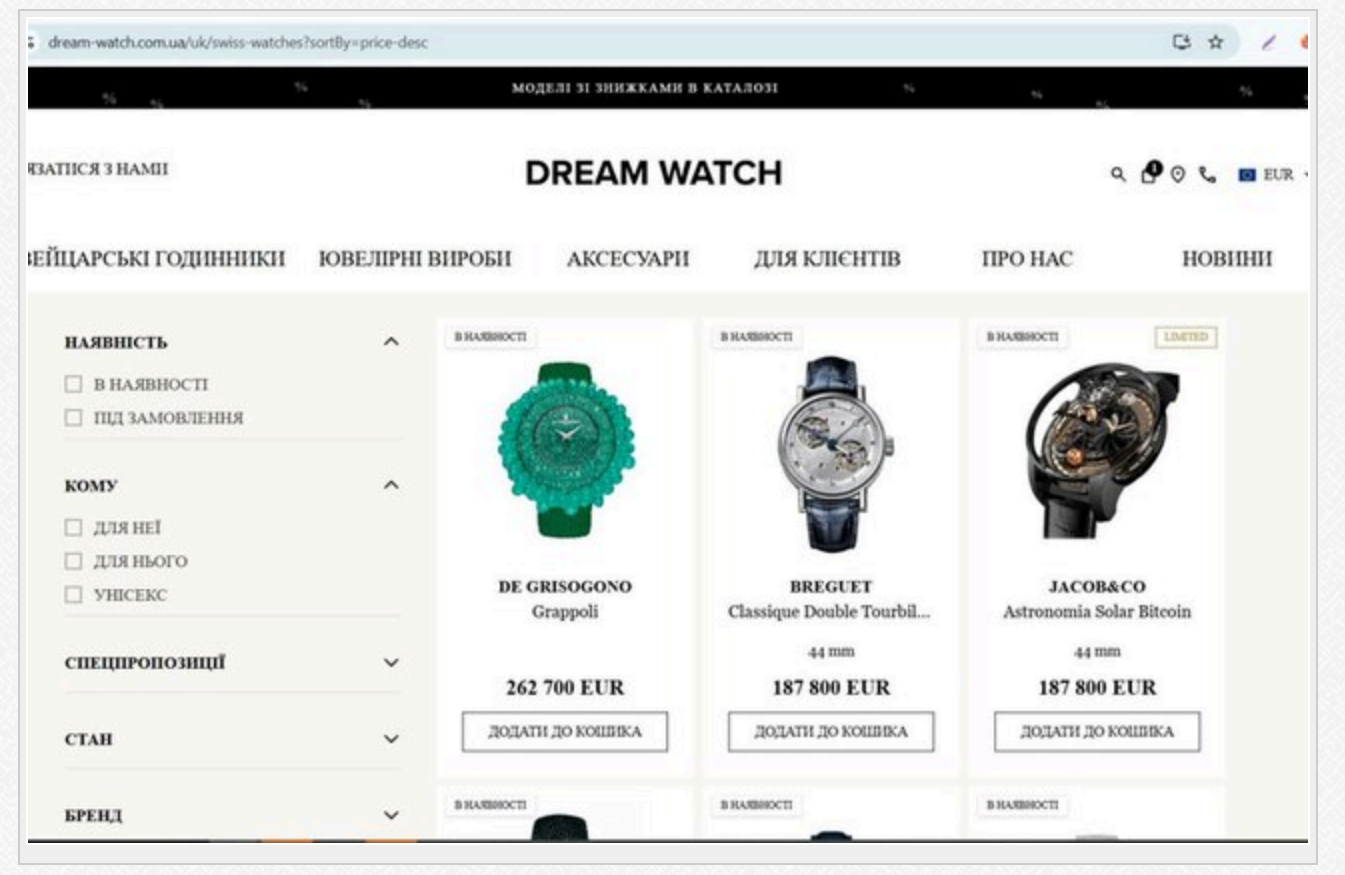 dream-watch.com.ua/uk/swiss-watches?sortBy=price-desc
МОДЕЛІ ЗІ ЗНИЖКАМИ В КАТАЛОЗІ
ЯЗАТИСЯ З НАМИ
DREAM WATCH
1
EUR
ВЕЙЦАРСЬКІ ГОДИННИКИ
ЮВЕЛІРНІ ВИРОБИ
АКСЕСУАРИ
ДЛЯ КЛІЄНТІВ
ПРО НАС
НОВИНИ
НАЯВНІСТЬ
В НАЯВНОСТІ
ПІД ЗАМОВЛЕННЯ
КОМУ
ДЛЯ НЕЇ
ДЛЯ НЬОГО
УНІСЕКС
СПЕЦПРОПОЗИЦІЇ
СТАН
БРЕНД
В НАЯВНОСТІ
DE GRISOGONO
Grappoli
262 700 EUR
ДОДАТИ ДО КОШИКА
В НАЯВНОСТІ
BREGUET
Classique Double Tourbil...
44 mm
187 800 EUR
ДОДАТИ ДО КОШИКА
В НАЯВНОСТІ
LIMITED
JACOB&CO
Astronomia Solar Bitcoin
44 mm
187 800 EUR
ДОДАТИ ДО КОШИКА
В НАЯВНОСТІ
В НАЯВНОСТІ
В НАЯВНОСТІ